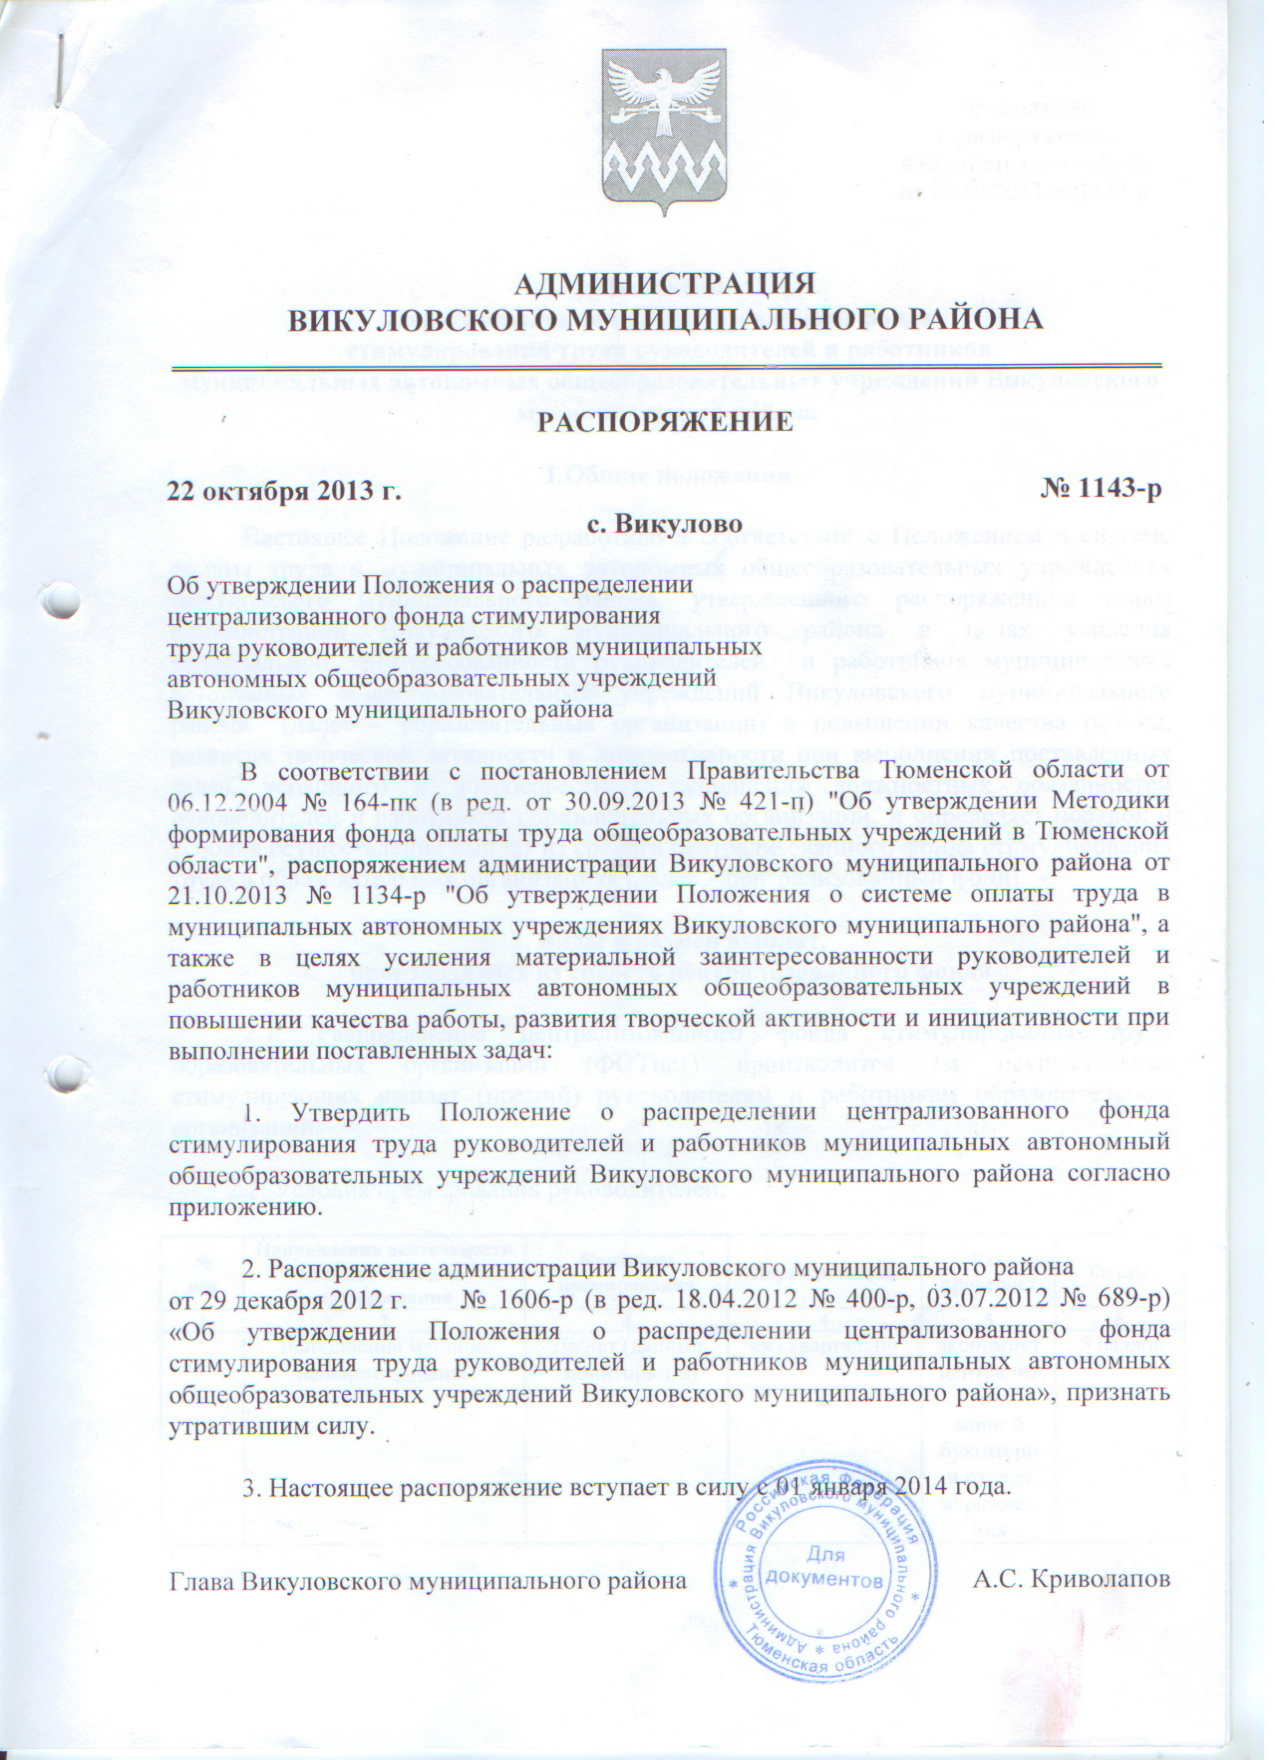 АДМИНИСТРАЦИЯ
ВИКУЛОВСКОГО МУНИЦИПАЛЬНОГО РАЙОНА
РАСПОРЯЖЕНИЕ
22 октября 2013 г. № 1143-р
с. Викулово
Об утверждении Положения о распределении
централизованного фонда стимулирования
труда руководителей и работников муниципальных
автономных общеобразовательных учреждений
Викуловского муниципального района
В соответствии с постановлением Правительства Тюменской области от
06.12.2004 № 164-пк (в ред. от 30.09.2013 № 421-п) "Об утверждении Методики
формирования фонда оплаты труда общеобразовательных учреждений в Тюменской
области", распоряжением администрации Викуловского муниципального района от
21.10.2013 № 1134-р "Об утверждении Положения о системе оплаты труда в
муниципальных автономных учреждениях Викуловского муниципального района", а
также в целях усиления материальной заинтересованности руководителей и
работников муниципальных автономных общеобразовательных учреждений в
повышении качества работы, развития творческой активности и инициативности при
выполнении поставленных задач:
1. Утвердить Положение о распределении централизованного фонда
стимулирования труда руководителей и работников муниципальных автономный
общеобразовательных учреждений Викуловского муниципального района согласно
приложению.
2. Распоряжение администрации Викуловского муниципального района
от 29 декабря 2012 г. № 1606-р (в ред. 18.04.2012 № 400-р, 03.07.2012 № 689-р)
«Об утверждении Положения о распределении централизованного фонда
стимулирования труда руководителей и работников муниципальных автономных
общеобразовательных учреждений Викуловского муниципального района», признать
утратившим силу.
3. Настоящее распоряжение вступает в силу с 01 января 2014 года.
Глава Викуловского муниципального района А.С. Криволапов
Российская Федерация
Тюменская область
Администрация Викуловского муниципального района
Для
документов